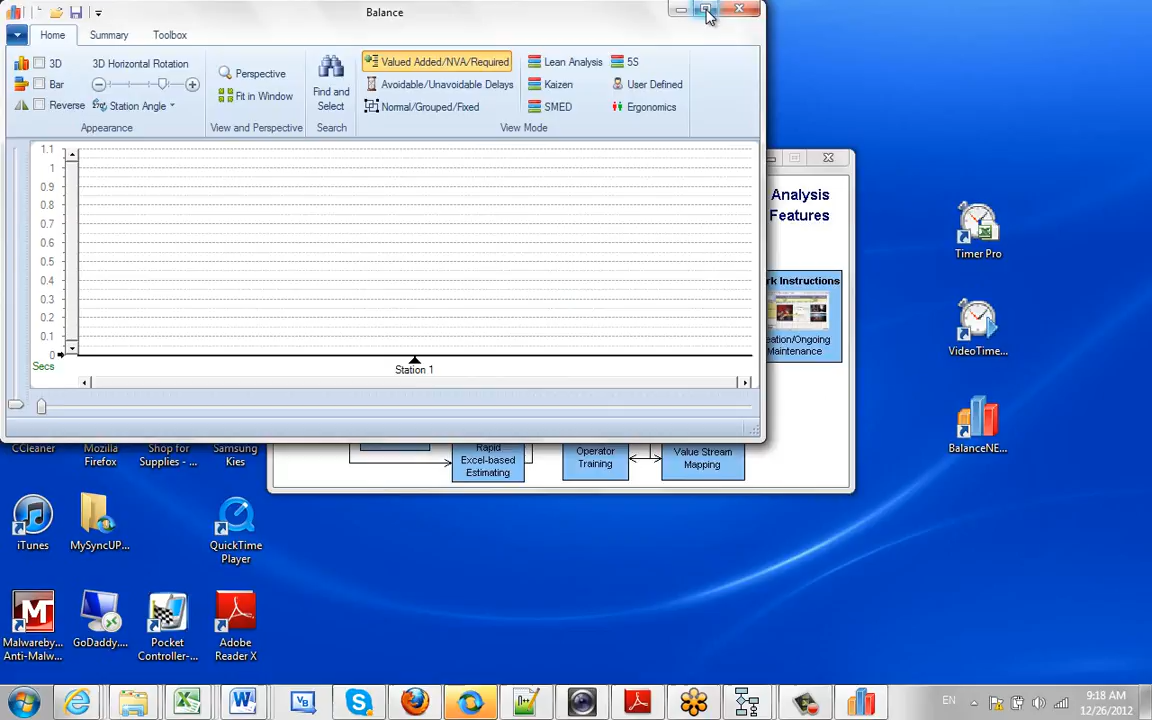 Balance
Home Summary Toolbox
3D
Bar
Reverse
3D Horizontal Rotation
Station Angle
Appearance
Perspective
Fit in Window
View and Perspective
Find and
Select
Search
Valued Added/NVA/Required
Avoidable/Unavoidable Delays
Normal/Grouped/Fixed
Lean Analysis
Kaizen
SMED
5S
User Defined
Ergonomics
View Mode
1.1
1
0.9
0.8
0.7
0.6
0.5
0.4
0.3
0.2
0.1
0
Secs
Station 1
Analysis
Features
rk Instructions
eation/Ongoing
Maintenance
Rapid
Excel-based
Estimating
Operator
Training
Value Stream
Mapping
Timer Pro
VideoTime...
BalanceNE...
CCleaner
Mozilla
Firefox
Shop for
Supplies - ...
Samsung
Kies
iTunes
MySyncUP...
QuickTime
Player
Malwareby...
Anti-Malw...
GoDaddy....
Pocket
Controller-...
Adobe
Reader X
EN
9:18 AM
12/26/2012